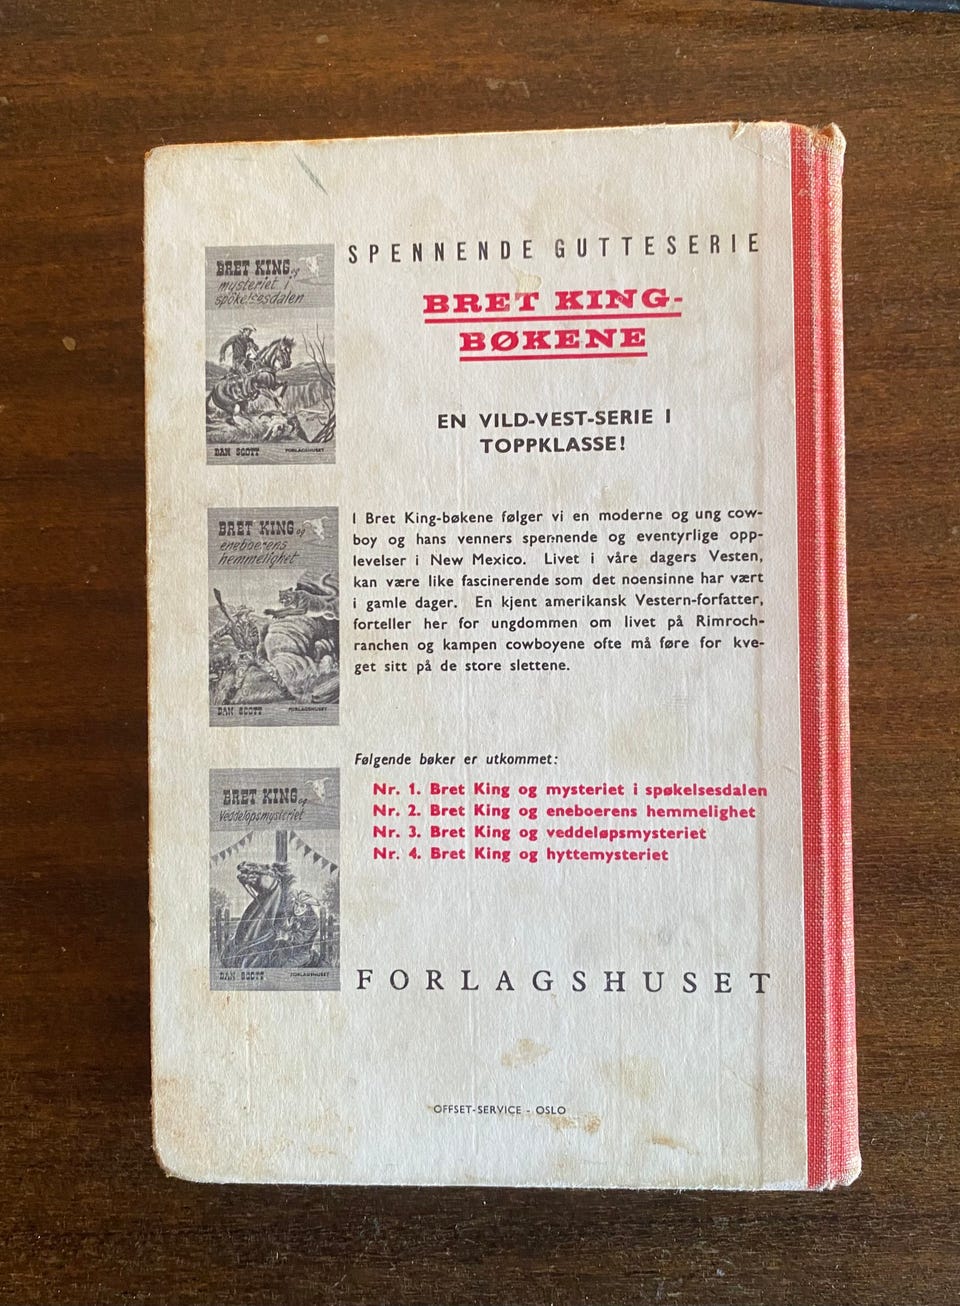 SPENNENDE GUTTESERIE
BRET KING-
BØKENE
EN VILD-VEST-SERIE I
TOPPKLASSE!
I Bret King-bøkene følger vi en moderne og ung cow-
boy og hans venners spennende og eventyrlige opp-
levelser i New Mexico. Livet i våre dagers Vesten,
kan være like fascinerende som det noensinne har vært
i gamle dager. En kjent amerikansk Vestern-forfatter,
forteller her for ungdommen om livet på Rimroch-
ranchen og kampen cowboyene ofte må føre for kve-
get sitt på de store slettene.
Følgende bøker er utkommet:
Nr. 1. Bret King og mysteriet i spøkelsesdalen
Nr. 2. Bret King og eneboerens hemmelighet
Nr. 3. Bret King og veddeløpsmysteriet
Nr. 4. Bret King og hyttemysteriet
FORLAGSHUSET
OFFSET-SERVICE - OSLO
BRET KING og
mysteriet i
spøkelsesdalen
DAN SCOTT
FORLAGSHUSET
BRET KING og
eneboerens
hemmelighet
DAN SCOTT
FORLAGSHUSET
BRET KING og
Veddeløpsmysteriet
DAN SCOTT
FORLAGSHUSET